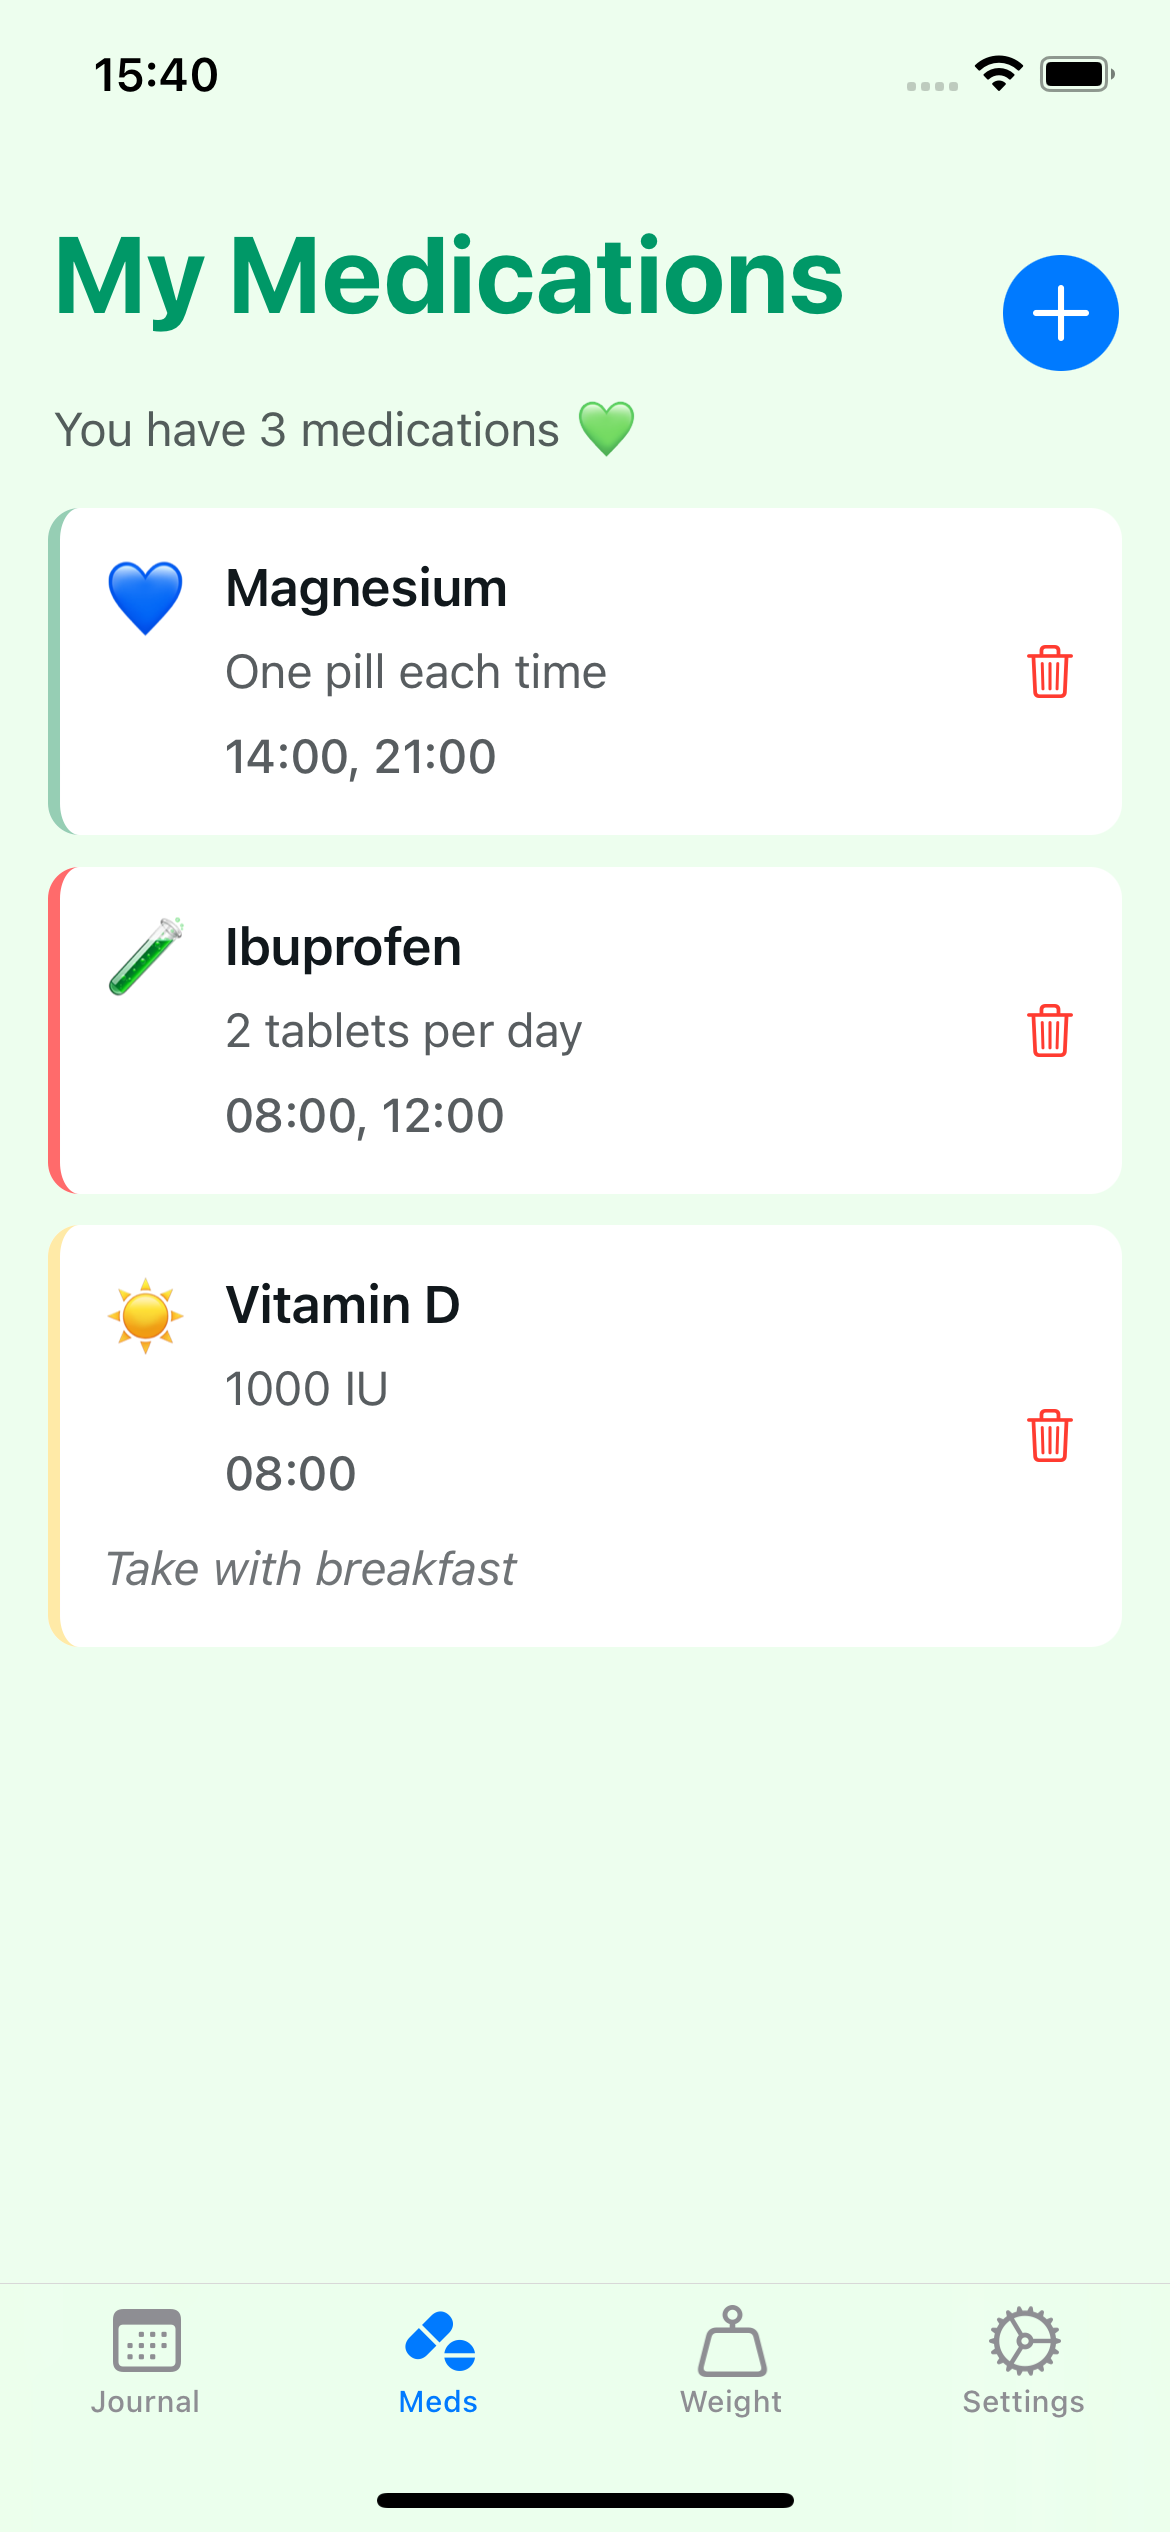 15:40
My Medications
You have 3 medications 💚
Magnesium
One pill each time
14:00, 21:00
Ibuprofen
2 tablets per day
08:00, 12:00
Vitamin D
1000 IU
08:00
Take with breakfast
Journal
Meds
Weight
Settings